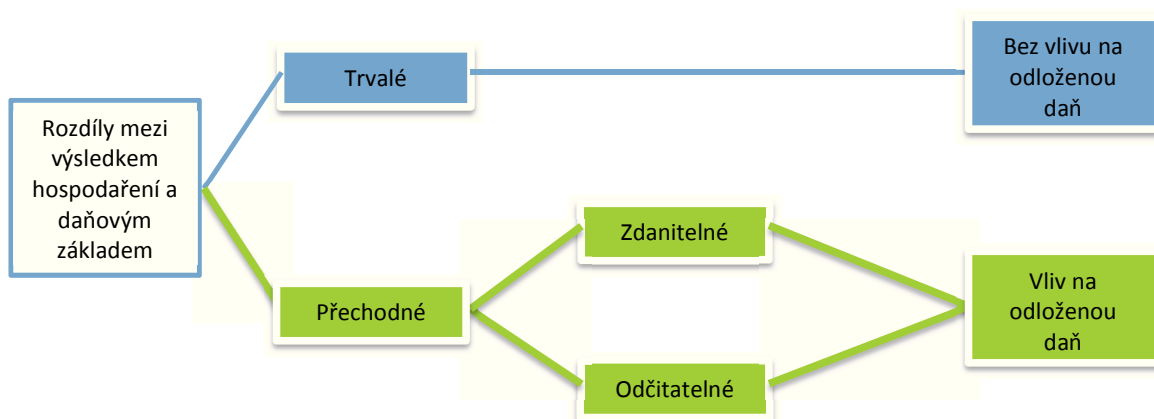 Rozdíly mezi
výsledkem
hospodaření a
daňovým
základem
Trvalé
Bez vlivu na
odloženou
daň
Přechodné
Zdanitelné
Odčitatelné
Vliv na
odloženou
daň